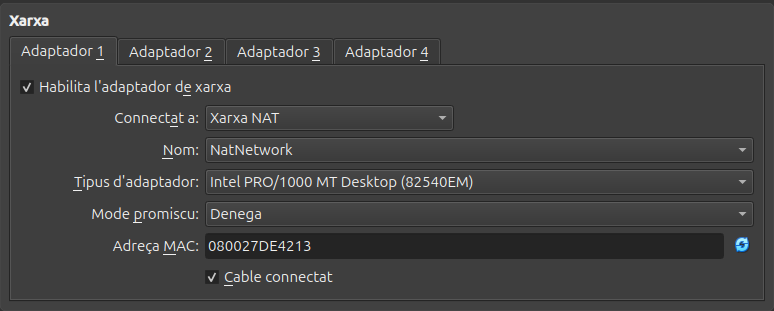 Xarxa
Adaptador 1 Adaptador 2 Adaptador 3 Adaptador 4
Habilita l'adaptador de xarxa
Connectat a: Xarxa NAT
Nom: NatNetwork
Tipus d'adaptador: Intel PRO/1000 MT Desktop (82540EM)
Mode promiscu: Denega
Adreça MAC: 080027DE4213
Cable connectat